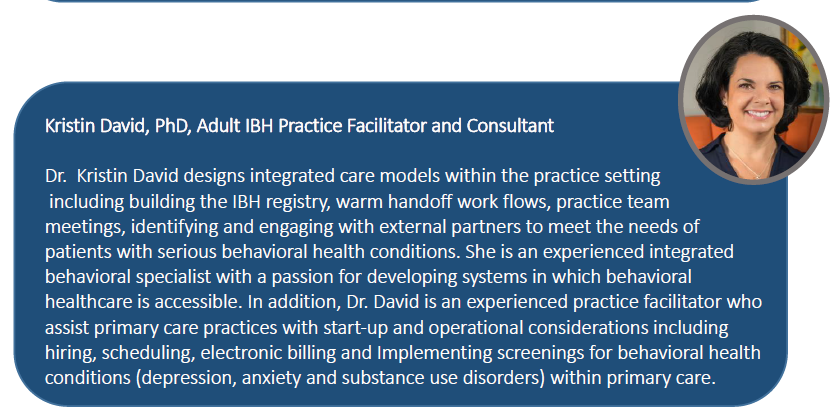 Kristin David, PhD, Adult IBH Practice Facilitator and Consultant
Dr. Kristin David designs integrated care models within the practice setting
including building the IBH registry, warm handoff work flows, practice team
meetings, identifying and engaging with external partners to meet the needs of
patients with serious behavioral health conditions. She is an experienced integrated
behavioral specialist with a passion for developing systems in which behavioral
healthcare is accessible. In addition, Dr. David is an experienced practice facilitator who
assist primary care practices with start-up and operational considerations including
hiring, scheduling, electronic billing and Implementing screenings for behavioral health
conditions (depression, anxiety and substance use disorders) within primary care.